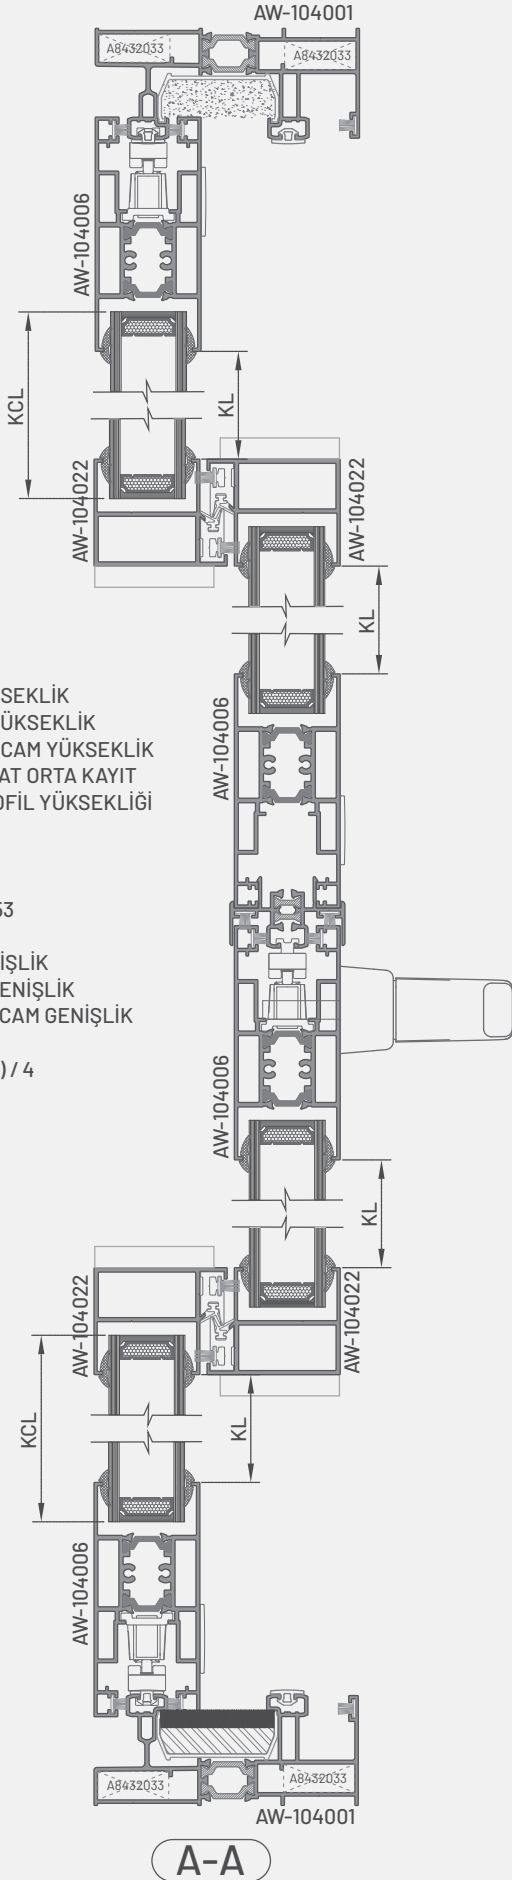 AW-104001
A8432033
A8432033
AW-104006
KCL
KL
AW-104022
AW-104022
KL
SEKLİK
ÜKSEKLİK
CAM YÜKSEKLİK
AT ORTA KAYIT
OFİL YÜKSEKLİĞİ
AW-104006
53
İŞLİK
ENİŞLİK
CAM GENİŞLİK
) / 4
AW-104006
KL
AW-104022
AW-104022
KCL
KL
AW-104006
A8432033
A8432033
AW-104001
A-A